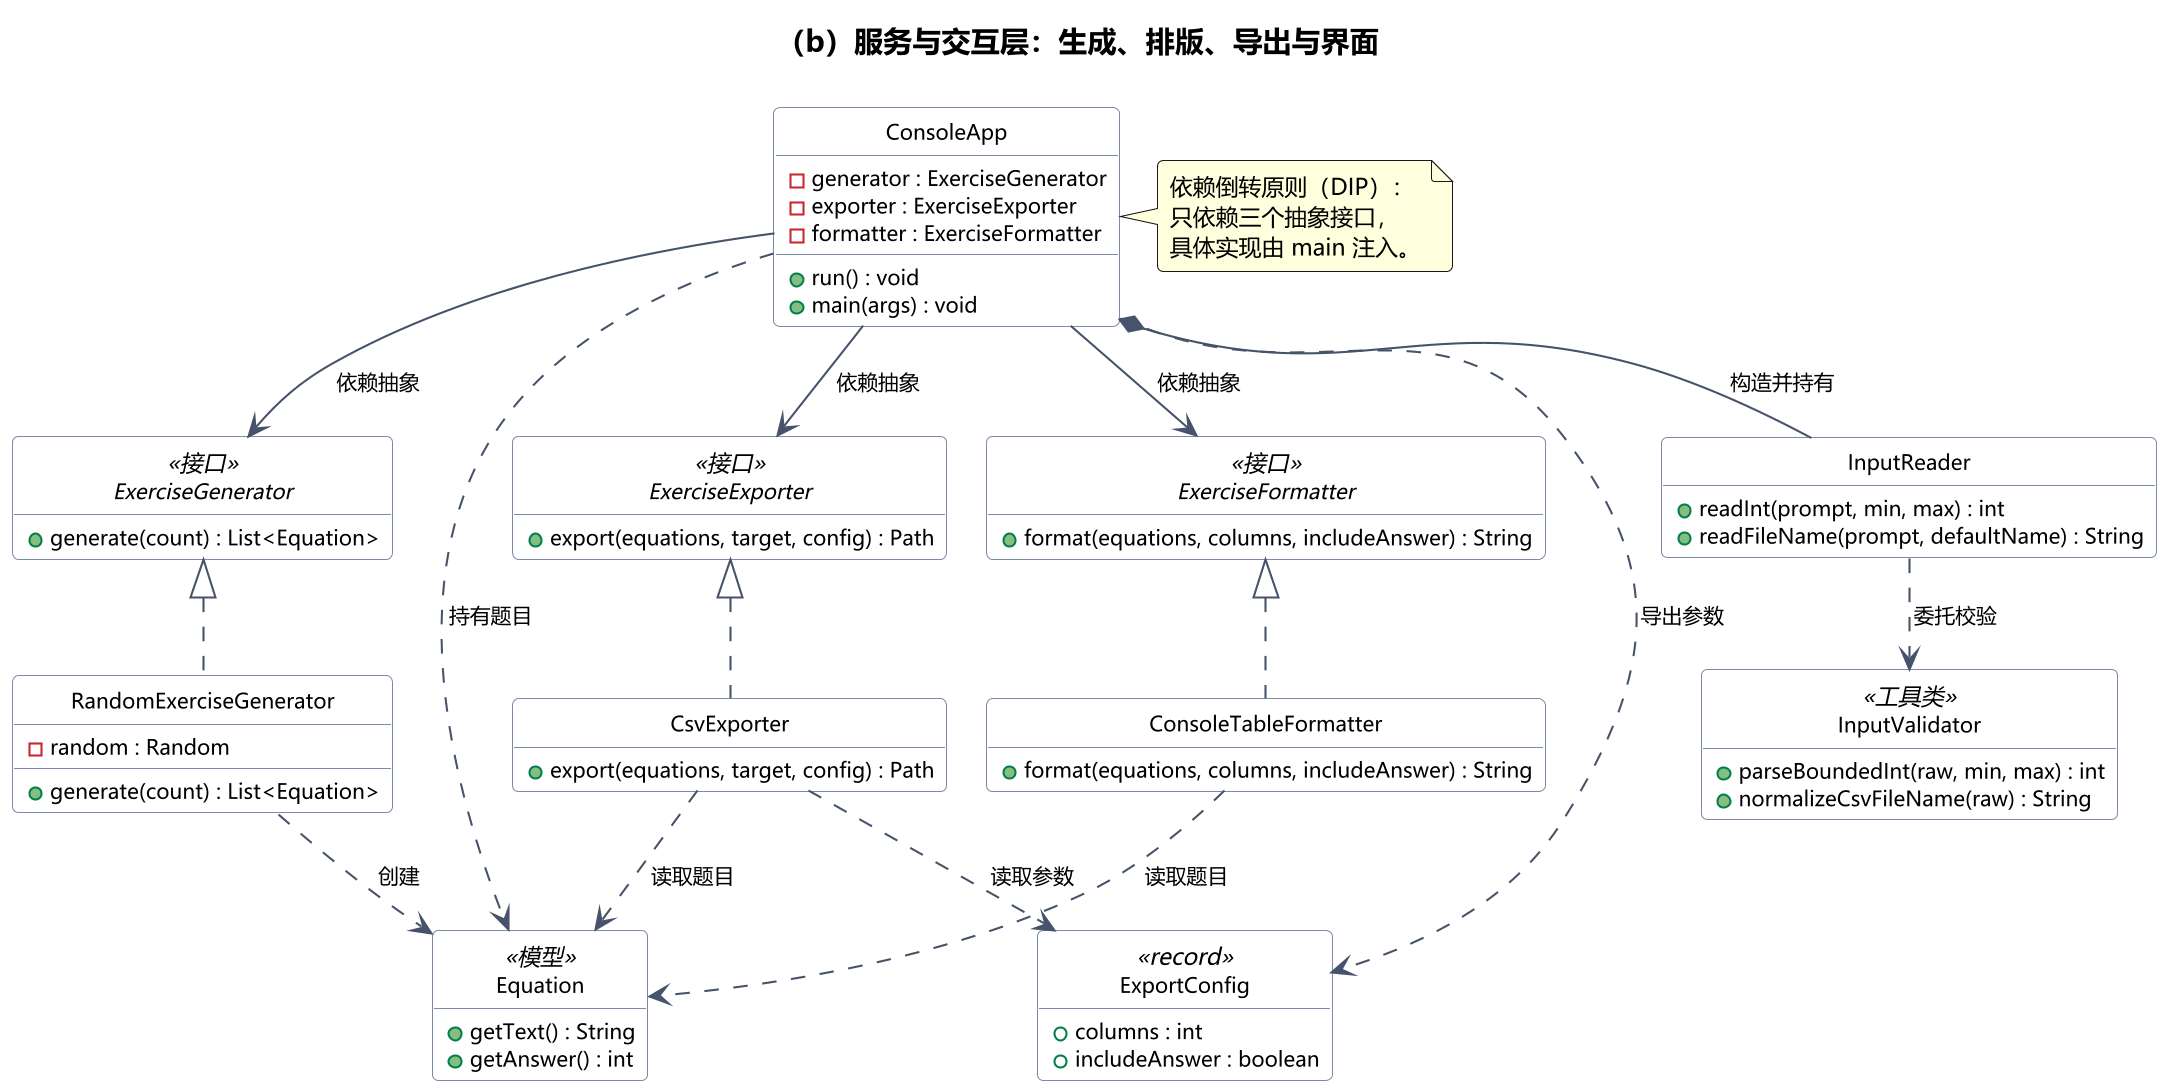 （b）服务与交互层：生成、排版、导出与界面
ConsoleApp
generator : ExerciseGenerator
exporter : ExerciseExporter
formatter : ExerciseFormatter
run() : void
main(args) : void
依赖倒转原则（DIP）：
只依赖三个抽象接口，
具体实现由 main 注入。
依赖抽象
依赖抽象
依赖抽象
构造并持有
«接口»
ExerciseGenerator
generate(count) : List<Equation>
«接口»
ExerciseExporter
export(equations, target, config) : Path
«接口»
ExerciseFormatter
format(equations, columns, includeAnswer) : String
InputReader
readInt(prompt, min, max) : int
readFileName(prompt, defaultName) : String
持有题目
导出参数
委托校验
RandomExerciseGenerator
random : Random
generate(count) : List<Equation>
CsvExporter
export(equations, target, config) : Path
ConsoleTableFormatter
format(equations, columns, includeAnswer) : String
«工具类»
InputValidator
parseBoundedInt(raw, min, max) : int
normalizeCsvFileName(raw) : String
创建
读取题目
读取参数
读取题目
«模型»
Equation
getText() : String
getAnswer() : int
«record»
ExportConfig
columns : int
includeAnswer : boolean